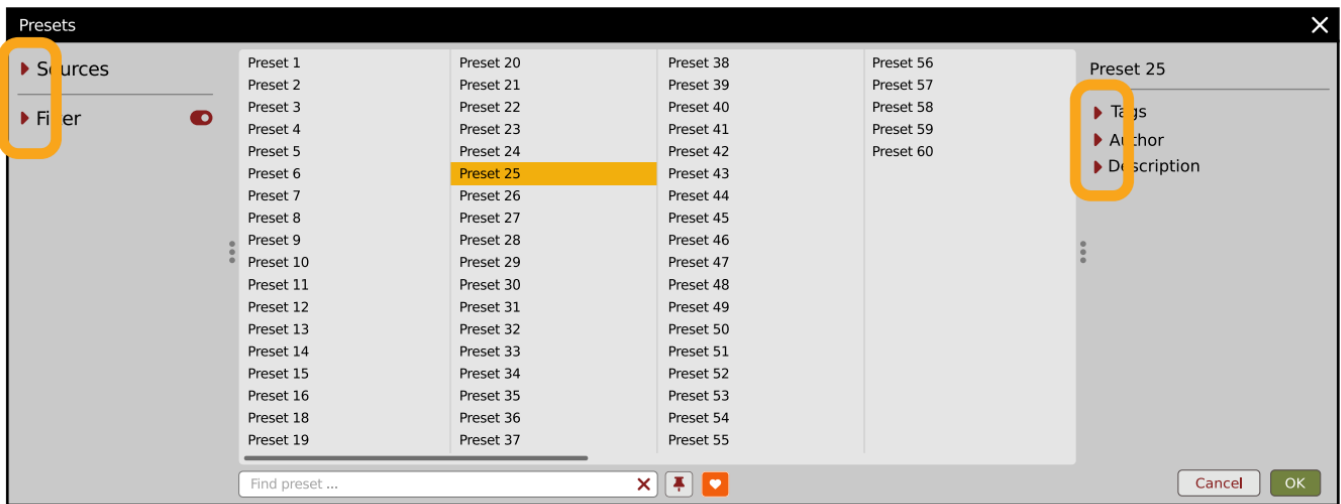 Presets
Sources
Filter
Preset 1
Preset 2
Preset 3
Preset 4
Preset 5
Preset 6
Preset 7
Preset 8
Preset 9
Preset 10
Preset 11
Preset 12
Preset 13
Preset 14
Preset 15
Preset 16
Preset 18
Preset 19
Preset 20
Preset 21
Preset 22
Preset 23
Preset 24
Preset 25
Preset 26
Preset 27
Preset 28
Preset 29
Preset 30
Preset 31
Preset 32
Preset 33
Preset 34
Preset 35
Preset 36
Preset 37
Preset 38
Preset 39
Preset 40
Preset 41
Preset 42
Preset 43
Preset 44
Preset 45
Preset 46
Preset 47
Preset 48
Preset 49
Preset 50
Preset 51
Preset 52
Preset 53
Preset 54
Preset 55
Preset 56
Preset 57
Preset 58
Preset 59
Preset 60
Preset 25
Tags
Author
Description
Find preset ...
Cancel
OK